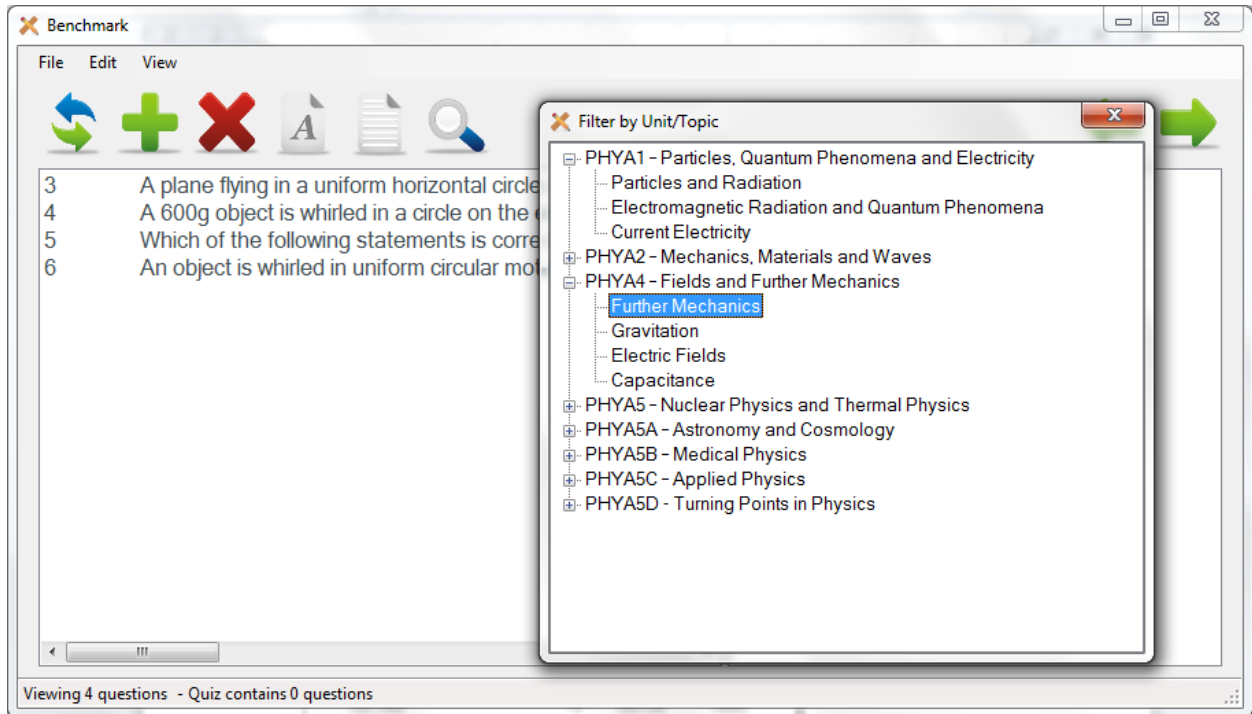 Benchmark
File Edit View
A
3 A plane flying in a uniform horizontal circle
4 A 600g object is whirled in a circle on the
5 Which of the following statements is
6 An object is whirled in uniform circular
Viewing 4 questions - Quiz contains 0 questions
Filter by Unit/Topic
PHYA1 – Particles, Quantum Phenomena and Electricity
Particles and Radiation
Electromagnetic Radiation and Quantum Phenomena
Current Electricity
PHYA2 – Mechanics, Materials and Waves
PHYA4 – Fields and Further Mechanics
Further Mechanics
Gravitation
Electric Fields
Capacitance
PHYA5 – Nuclear Physics and Thermal Physics
PHYA5A – Astronomy and Cosmology
PHYA5B – Medical Physics
PHYA5C – Applied Physics
PHYA5D - Turning Points in Physics